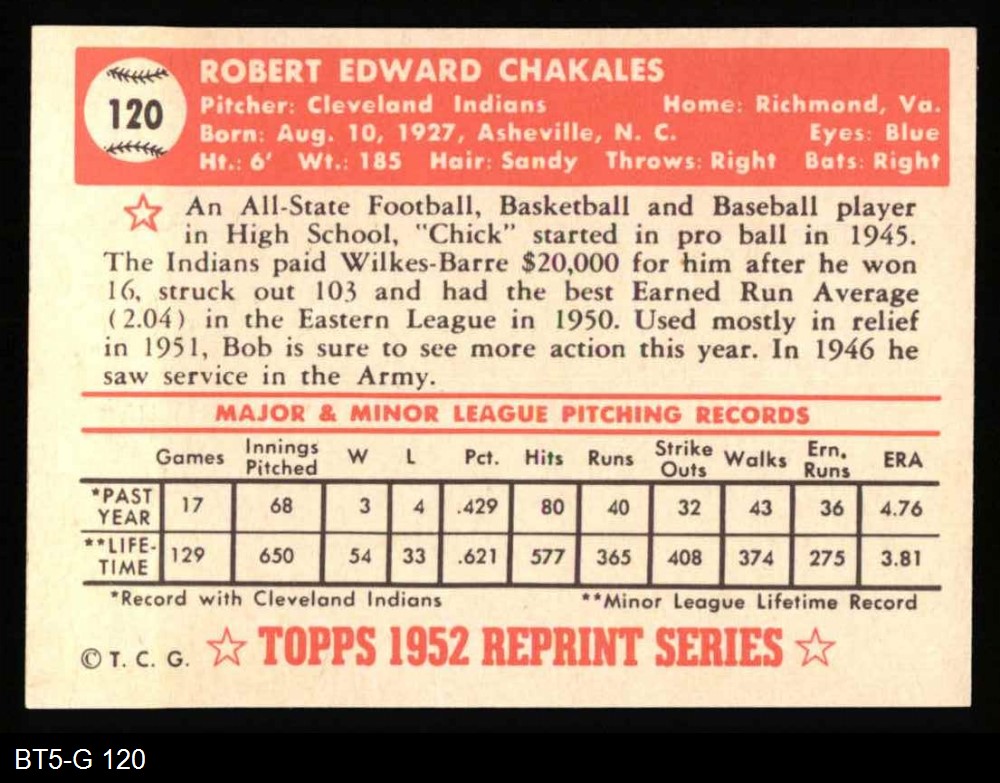 120
ROBERT EDWARD CHAKALES
Pitcher: Cleveland Indians Home: Richmond, Va.
Born: Aug. 10, 1927, Asheville, N. C. Eyes: Blue
Ht.: 6' Wt.: 185 Hair: Sandy Throws: Right Bats: Right
An All-State Football, Basketball and Baseball player
in High School, "Chick" started in pro ball in 1945.
The Indians paid Wilkes-Barre $20,000 for him after he won
16, struck out 103 and had the best Earned Run Average
(2.04) in the Eastern League in 1950. Used mostly in relief
in 1951, Bob is sure to see more action this year. In 1946 he
saw service in the Army.
MAJOR & MINOR LEAGUE PITCHING RECORDS
Games Innings Pitched W L Pct. Hits Runs Strike Outs Walks Ern. Runs ERA
*PAST YEAR 17 68 3 4 .429 80 40 32 43 36 4.76
**LIFE-TIME 129 650 54 33 .621 577 365 408 374 275 3.81
*Record with Cleveland Indians **Minor League Lifetime Record
© T. C. G. TOPPS 1952 REPRINT SERIES
BT5-G 120